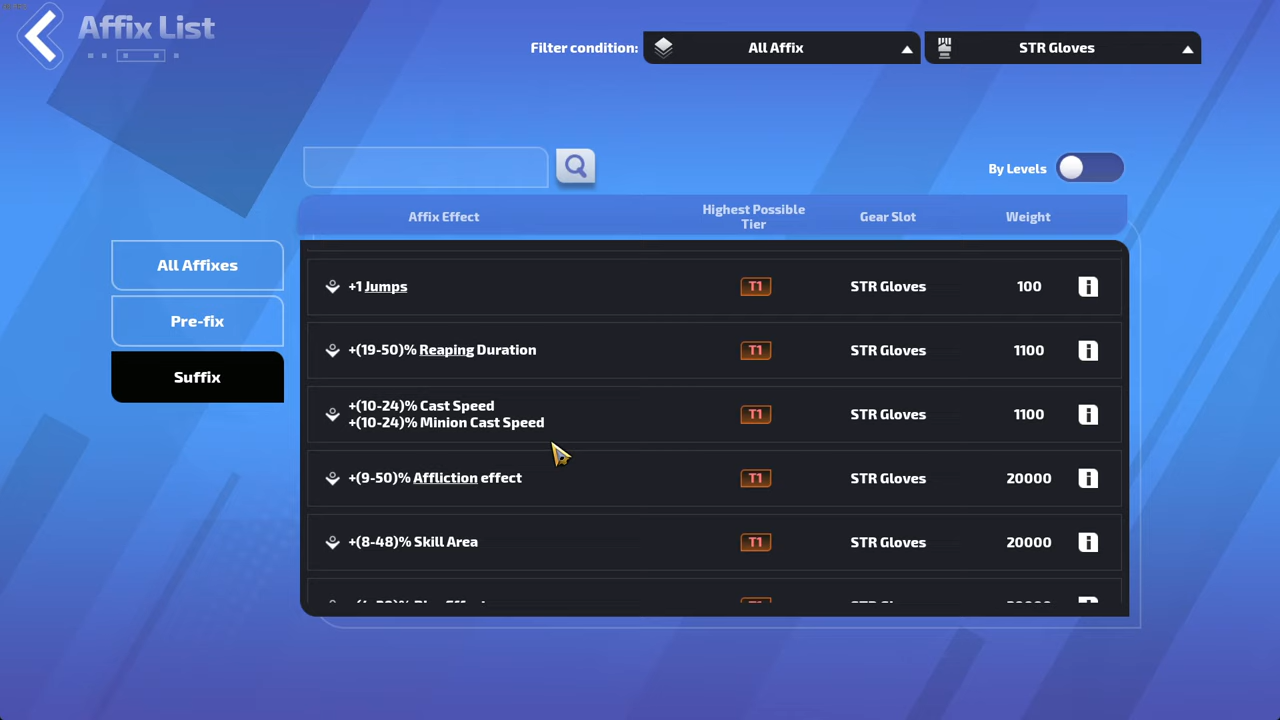 Affix List
Filter condition:
All Affix
STR Gloves
By Levels
Affix Effect
Highest Possible
Tier
Gear Slot
Weight
All Affixes
Pre-fix
Suffix
+1 Jumps
T1
STR Gloves
100
+(19-50)% Reaping Duration
T1
STR Gloves
1100
+(10-24)% Cast Speed
+(10-24)% Minion Cast Speed
T1
STR Gloves
1100
+(9-50)% Affliction effect
T1
STR Gloves
20000
+(8-48)% Skill Area
T1
STR Gloves
20000